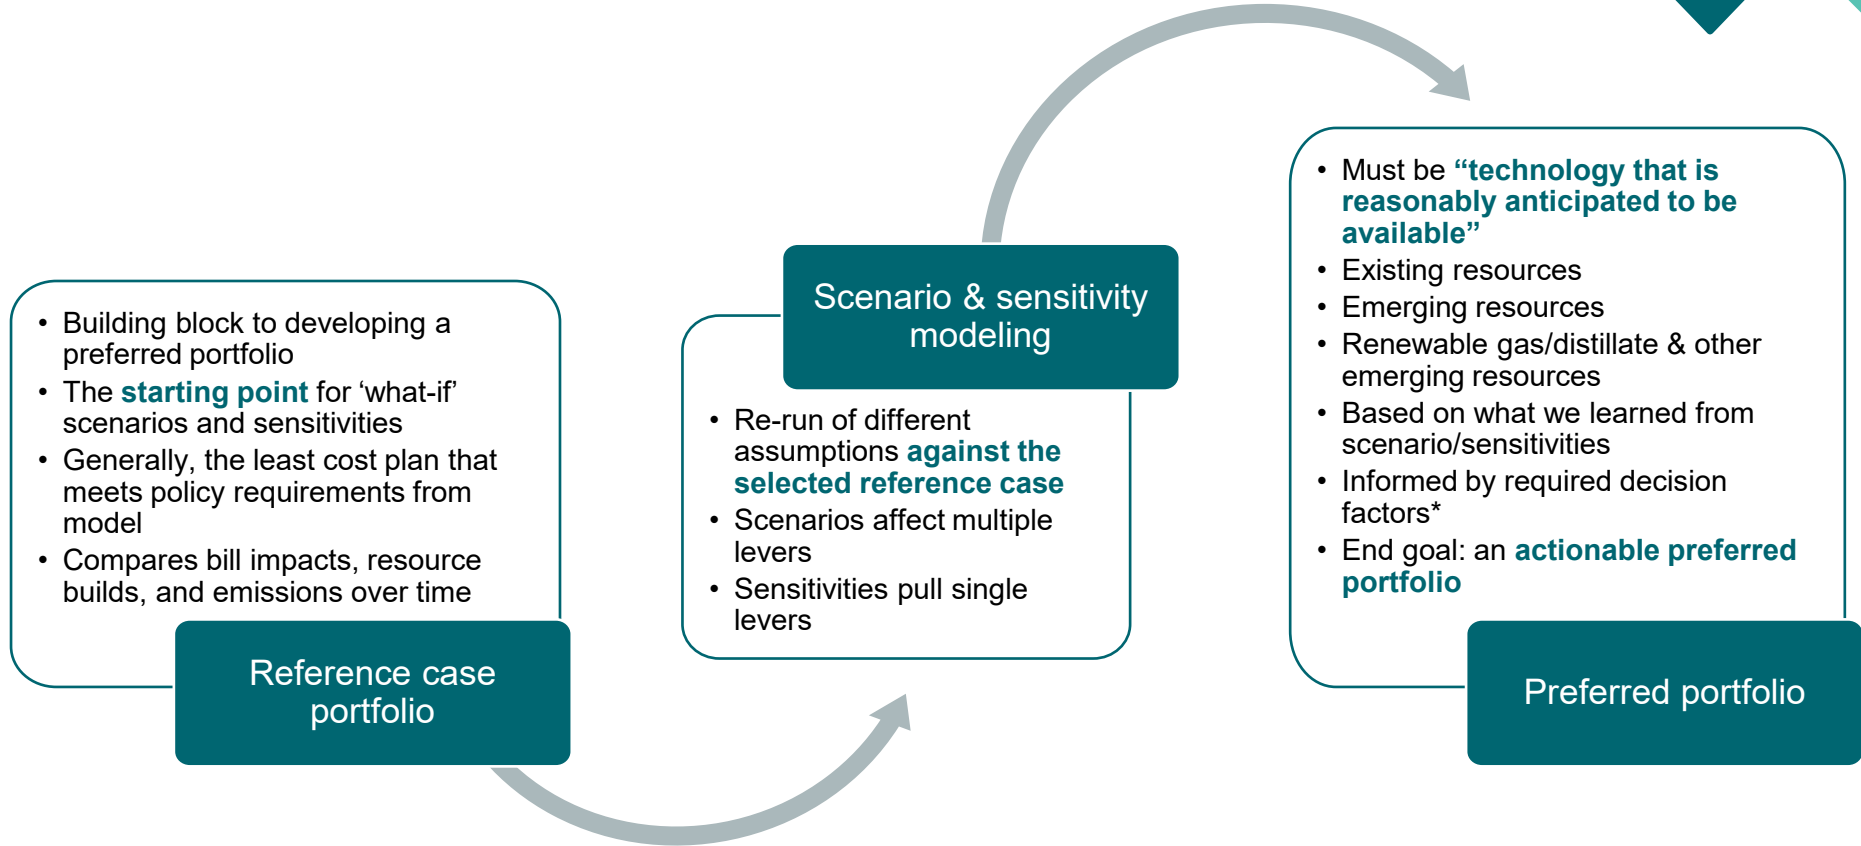 • Building block to developing a
preferred portfolio
• The starting point for ‘what-if’
scenarios and sensitivities
• Generally, the least cost plan that
meets policy requirements from
model
• Compares bill impacts, resource
builds, and emissions over time
Reference case
portfolio
Scenario & sensitivity
modeling
• Re-run of different
assumptions against the
selected reference case
• Scenarios affect multiple
levers
• Sensitivities pull single
levers
• Must be “technology that is
reasonably anticipated to be
available”
• Existing resources
• Emerging resources
• Renewable gas/distillate & other
emerging resources
• Based on what we learned from
scenario/sensitivities
• Informed by required decision
factors*
• End goal: an actionable preferred
portfolio
Preferred portfolio